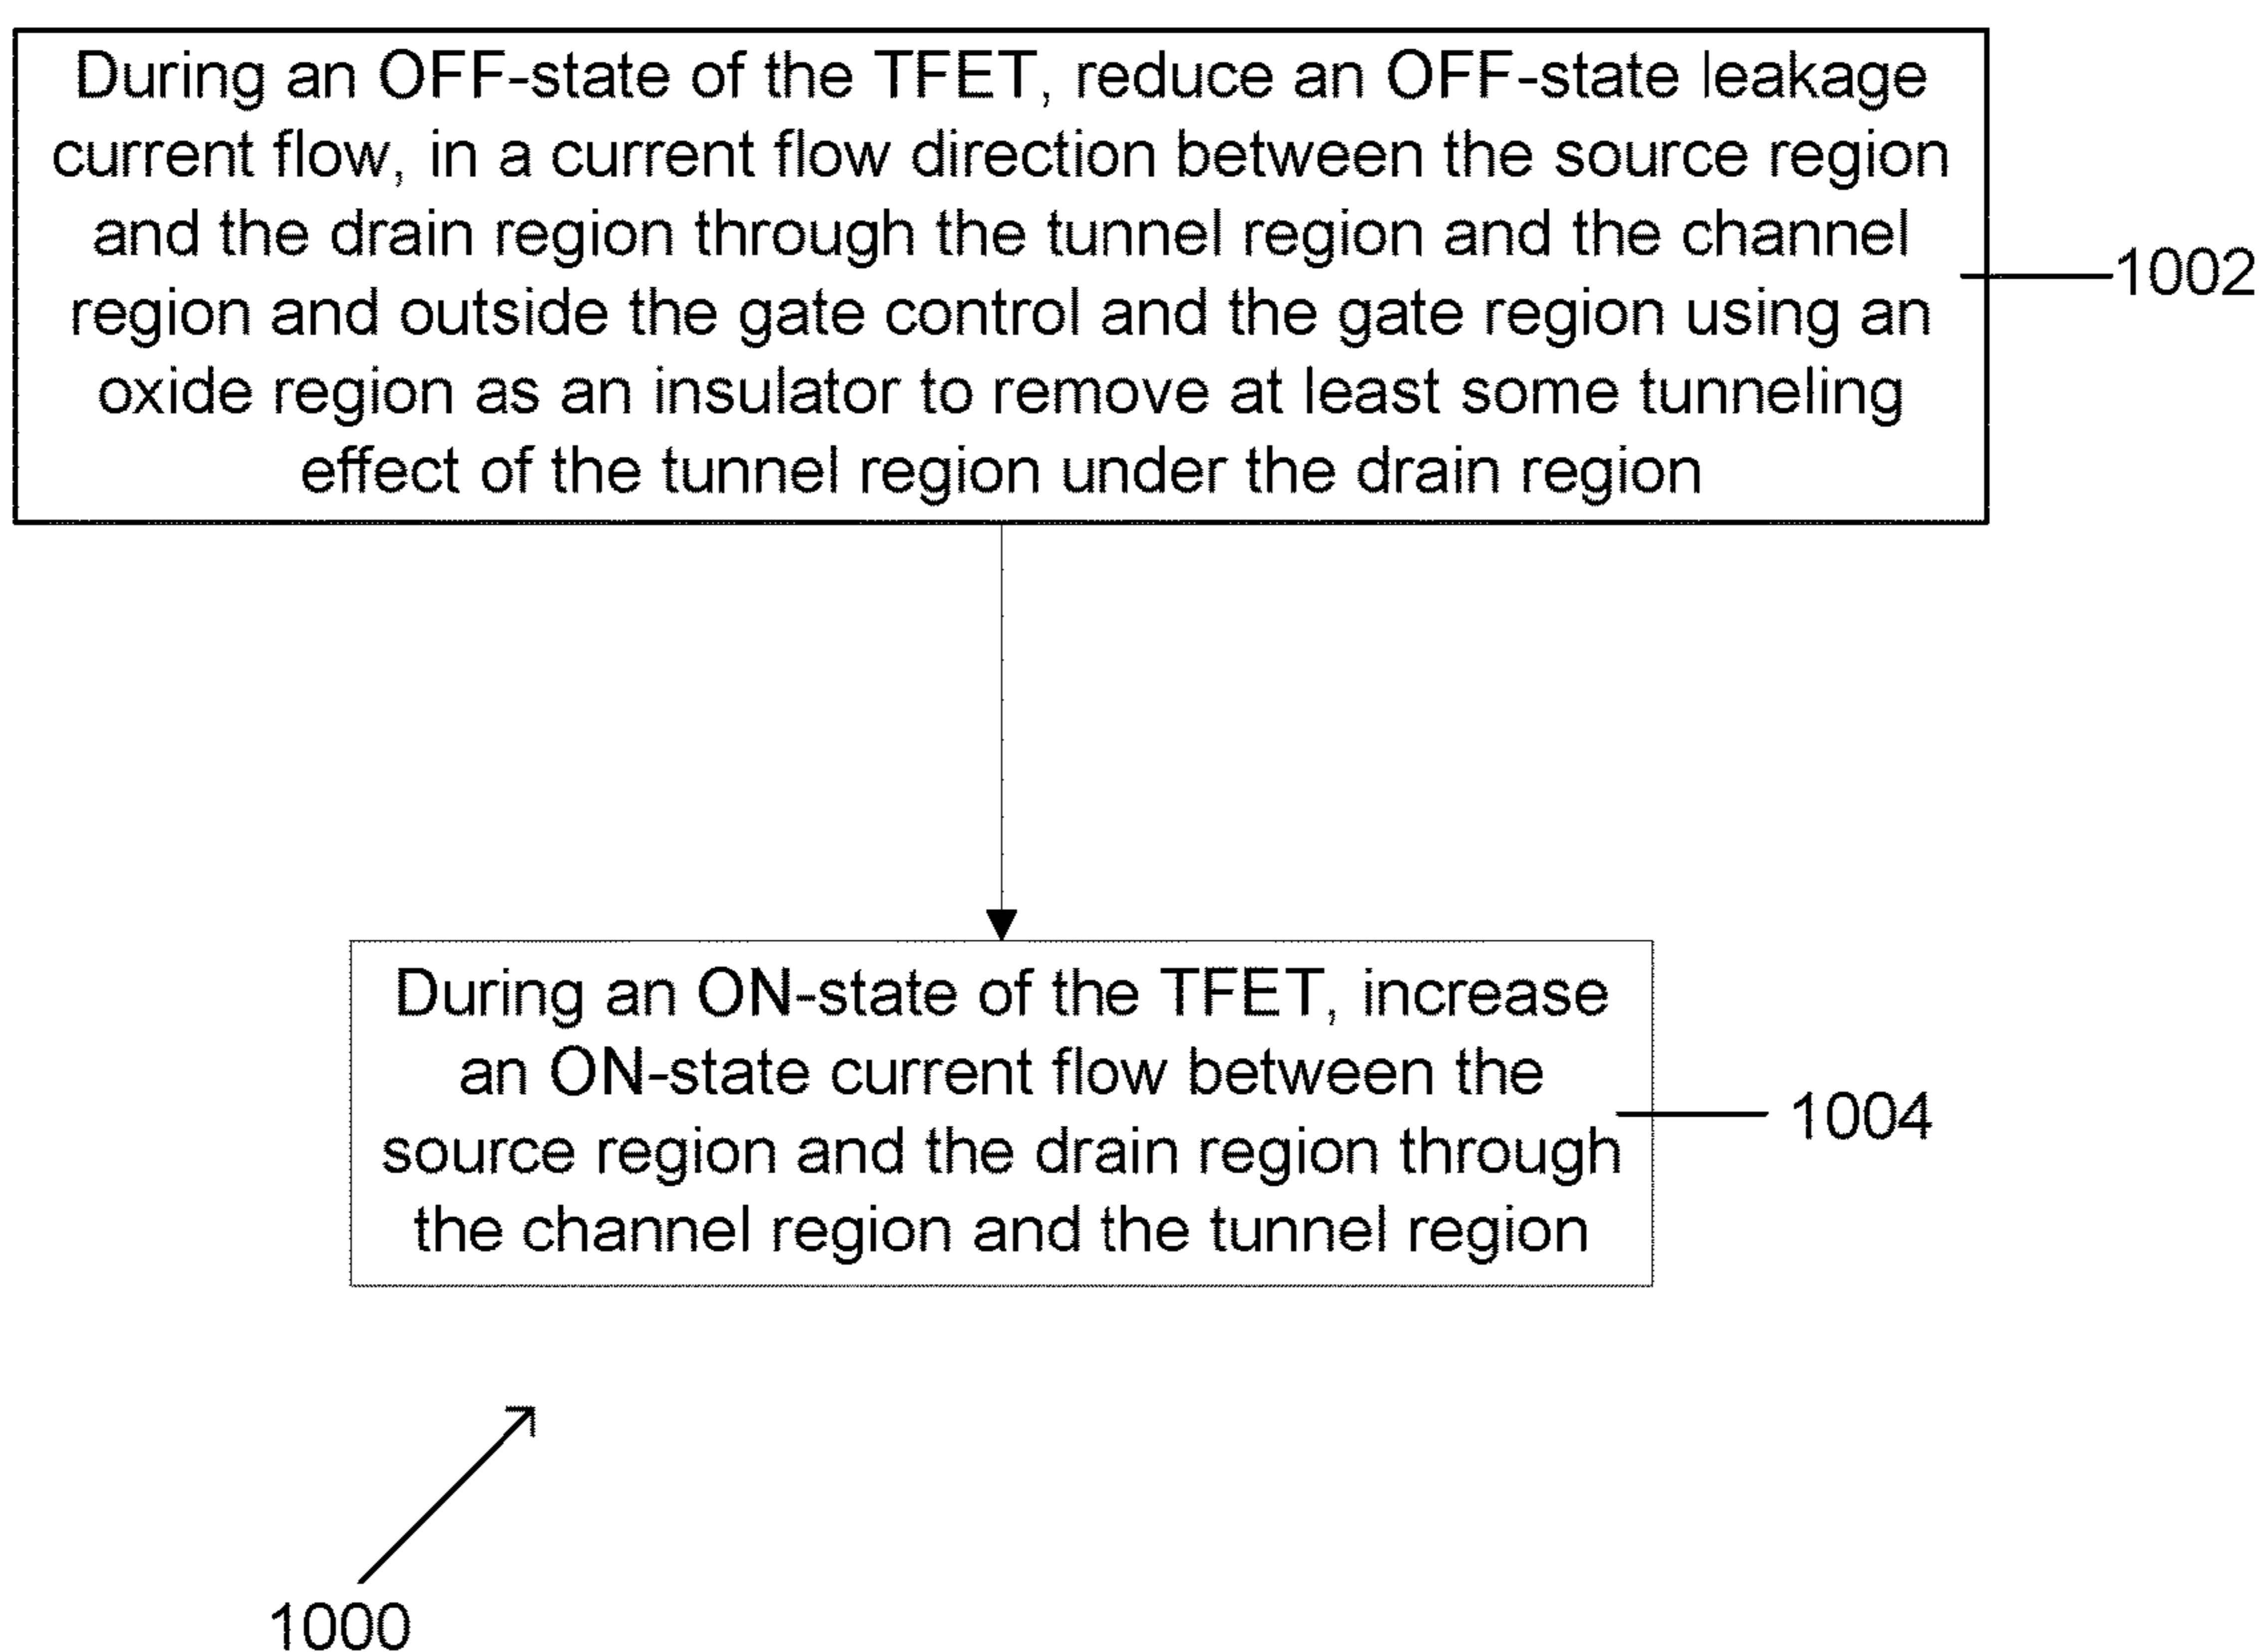 During an OFF-state of the TFET, reduce an OFF-state leakage
current flow, in a current flow direction between the source region
and the drain region through the tunnel region and the channel
region and outside the gate control and the gate region using an
oxide region as an insulator to remove at least some tunneling
effect of the tunnel region under the drain region
1002
During an ON-state of the TFET, increase
an ON-state current flow between the
source region and the drain region through
the channel region and the tunnel region
1004
1000